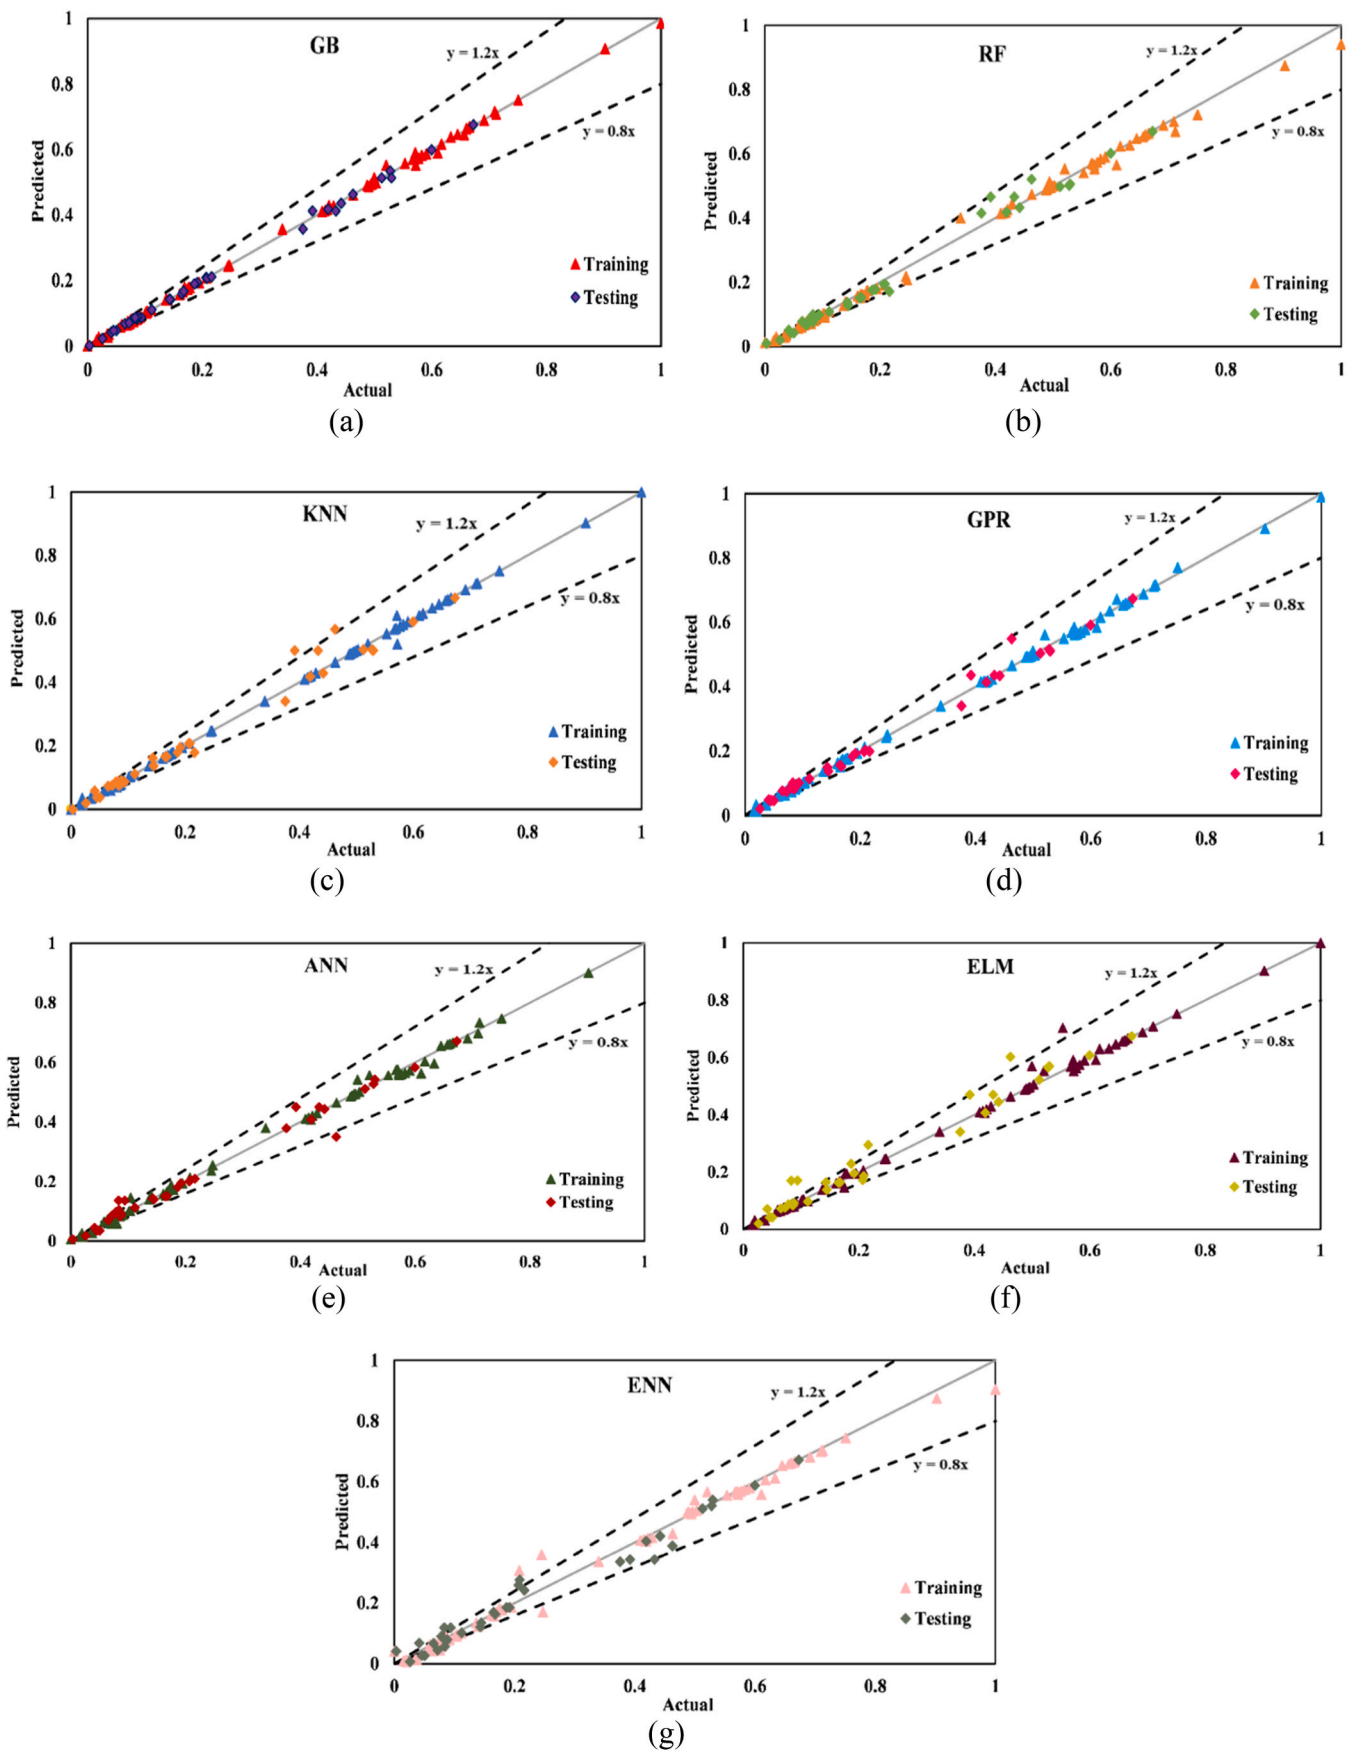 GB
y = 1.2x
y = 0.8x
Predicted
1
0.8
0.6
0.4
0.2
0
0 0.2 0.4 0.6 0.8 1
Actual
Training
Testing
(a)
RF
y = 1.2x
y = 0.8x
Predicted
1
0.8
0.6
0.4
0.2
0
0 0.2 0.4 0.6 0.8 1
Actual
Training
Testing
(b)
KNN
y = 1.2x
y = 0.8x
Predicted
1
0.8
0.6
0.4
0.2
0
0 0.2 0.4 0.6 0.8 1
Actual
Training
Testing
(c)
GPR
y = 1.2x
y = 0.8x
Predicted
1
0.8
0.6
0.4
0.2
0
0 0.2 0.4 0.6 0.8 1
Actual
Training
Testing
(d)
ANN
y = 1.2x
y = 0.8x
Predicted
1
0.8
0.6
0.4
0.2
0
0 0.2 0.4 0.6 0.8 1
Actual
Training
Testing
(e)
ELM
y = 1.2x
y = 0.8x
Predicted
1
0.8
0.6
0.4
0.2
0
0 0.2 0.4 0.6 0.8 1
Actual
Training
Testing
(f)
ENN
y = 1.2x
y = 0.8x
Predicted
1
0.8
0.6
0.4
0.2
0
0 0.2 0.4 0.6 0.8 1
Actual
Training
Testing
(g)